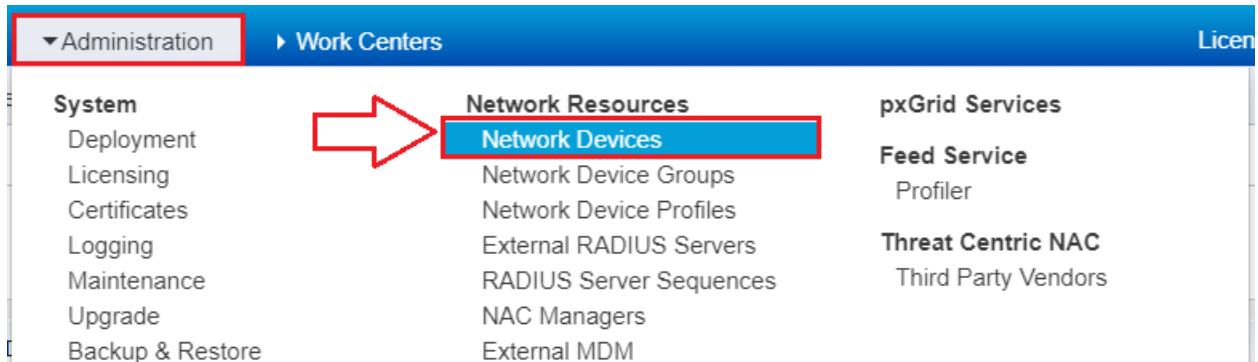 Administration
Work Centers
System
Deployment
Licensing
Certificates
Logging
Maintenance
Upgrade
Backup & Restore
Network Resources
Network Devices
Network Device Groups
Network Device Profiles
External RADIUS Servers
RADIUS Server Sequences
NAC Managers
External MDM
pxGrid Services
Feed Service
Profiler
Threat Centric NAC
Third Party Vendors